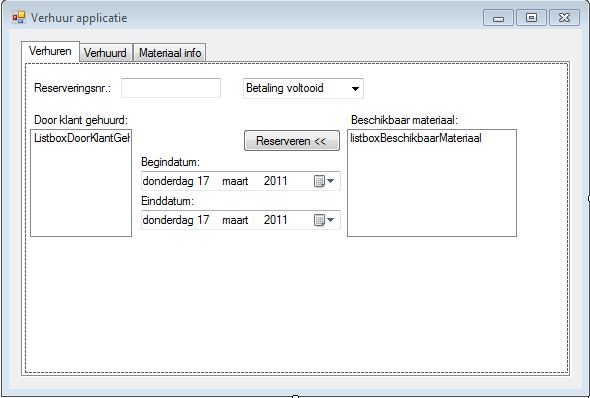 Verhuur applicatie
Verhuren Verhuurd Materiaal info
Reserveringsnr.: Betaling voltooid
Door klant gehuurd: Beschikbaar materiaal:
ListboxDoorKlantGeh Reserveren << listboxBeschikbaarMateriaal
Begindatum:
donderdag 17 maart 2011
Einddatum:
donderdag 17 maart 2011